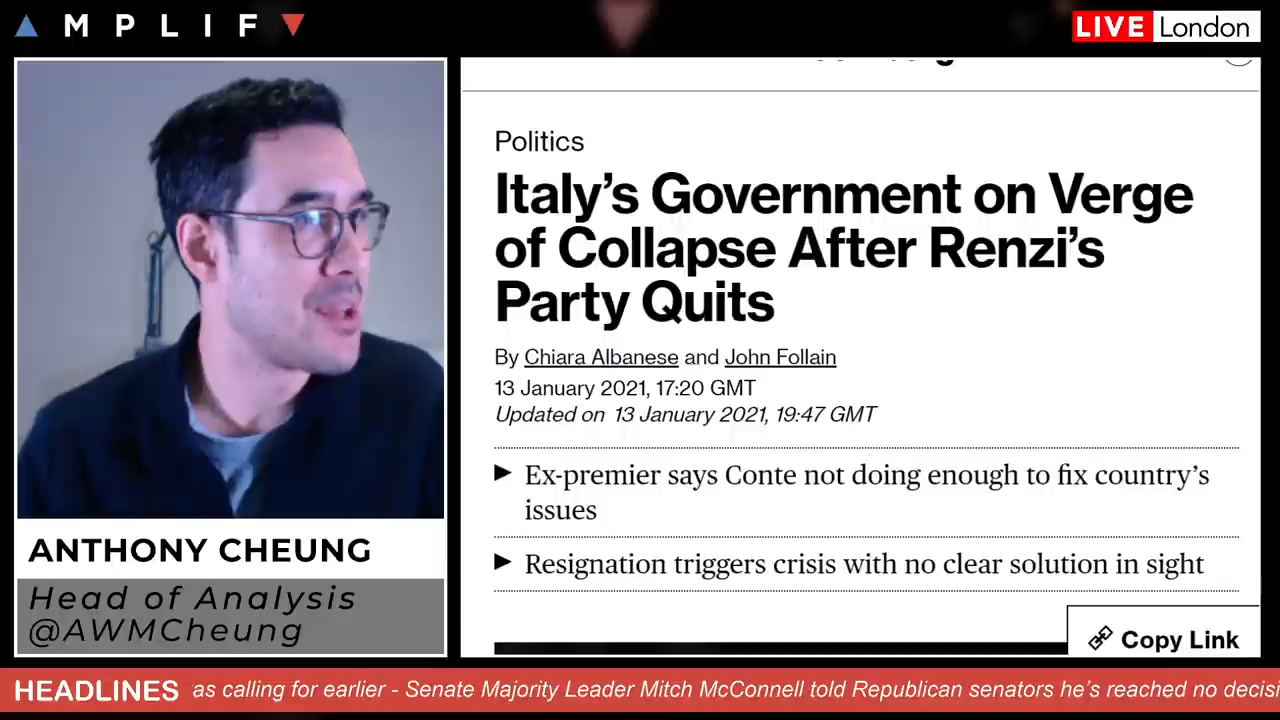 AMPLIFY
LIVE London
Politics
Italy’s Government on Verge
of Collapse After Renzi’s
Party Quits
By Chiara Albanese and John Follain
13 January 2021, 17:20 GMT
Updated on 13 January 2021, 19:47 GMT
Ex-premier says Conte not doing enough to fix country’s
issues
Resignation triggers crisis with no clear solution in sight
Copy Link
ANTHONY CHEUNG
Head of Analysis
@AWMCheung
HEADLINES as calling for earlier - Senate Majority Leader Mitch McConnell told Republican senators he’s reached no decisi